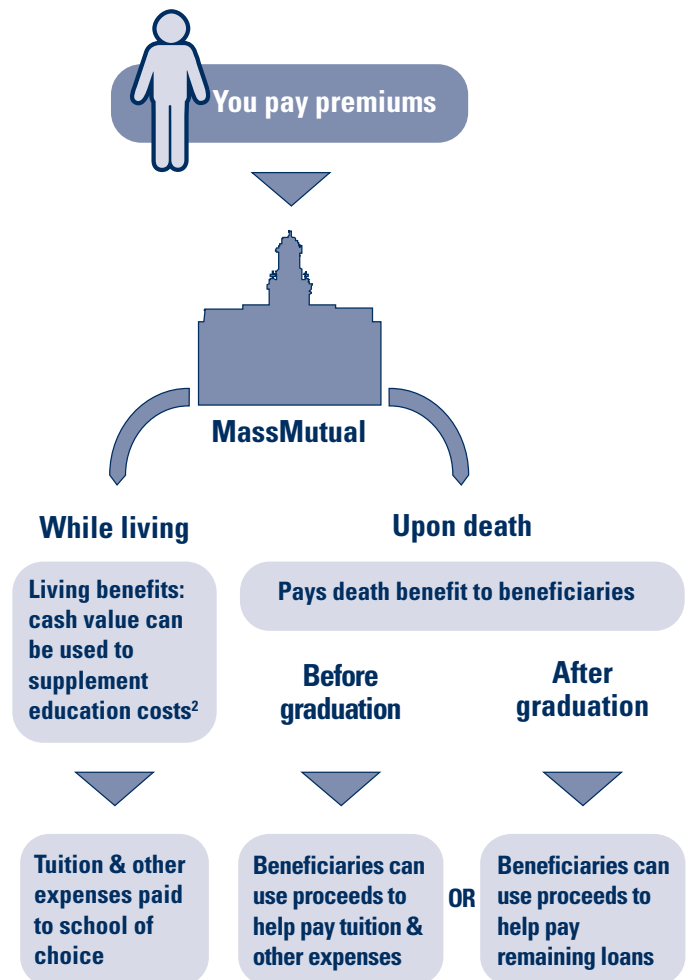 You pay premiums
MassMutual
While living
Living benefits:
cash value can
be used to
supplement
education costs²
Tuition & other
expenses paid
to school of
choice
Upon death
Pays death benefit to beneficiaries
Before
graduation
Beneficiaries can
use proceeds to
help pay tuition &
other expenses
OR
After
graduation
Beneficiaries can
use proceeds to
help pay
remaining loans